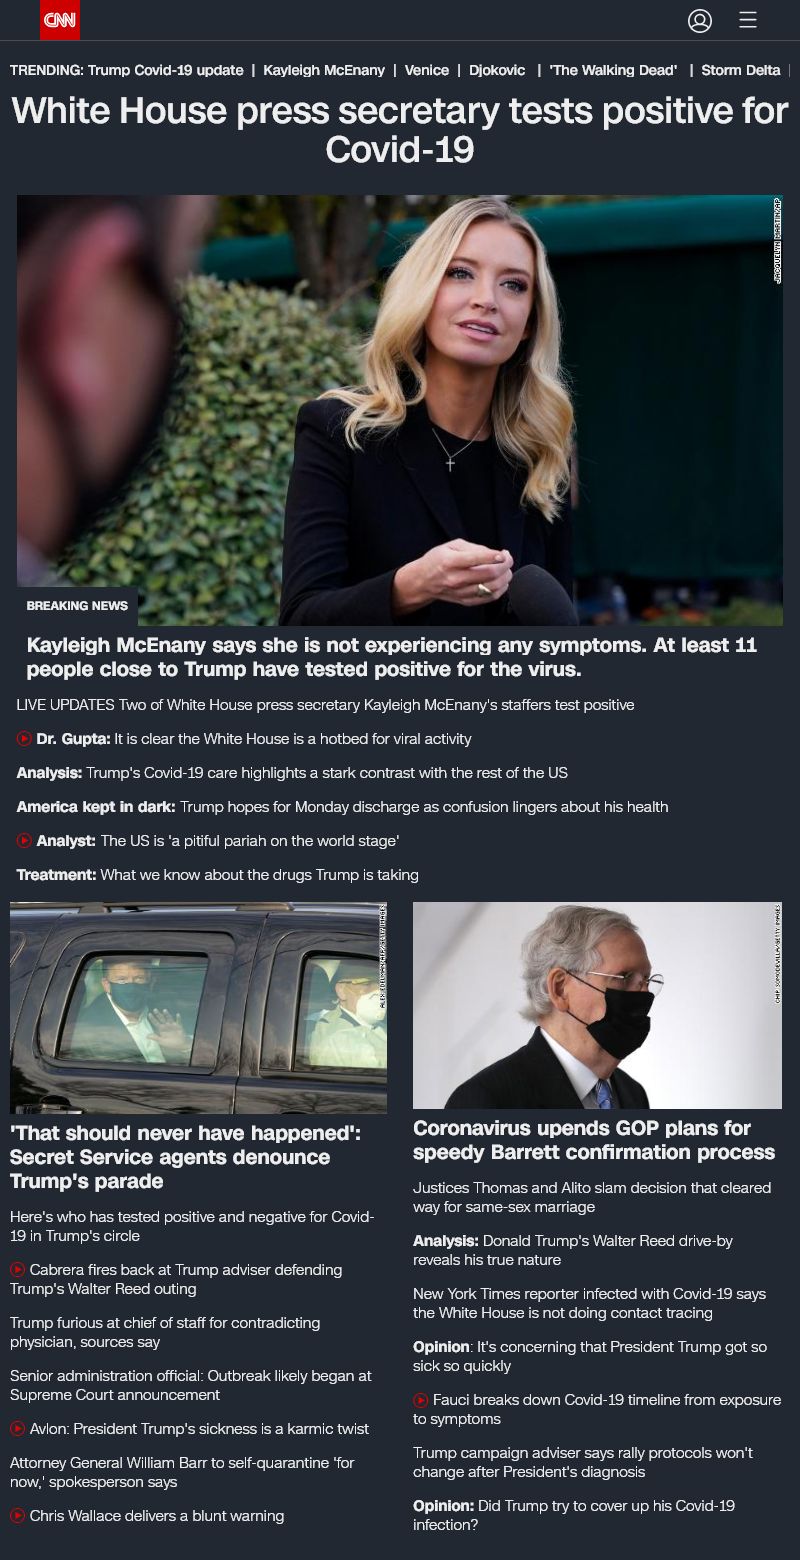 CNN
TRENDING: Trump Covid-19 update | Kayleigh McEnany | Venice | Djokovic | 'The Walking Dead' | Storm Delta |
White House press secretary tests positive for
Covid-19
JACQUELYN MARTIN/AP
BREAKING NEWS
Kayleigh McEnany says she is not experiencing any symptoms. At least 11
people close to Trump have tested positive for the virus.
LIVE UPDATES Two of White House press secretary Kayleigh McEnany's staffers test positive
Dr. Gupta: It is clear the White House is a hotbed for viral activity
Analysis: Trump's Covid-19 care highlights a stark contrast with the rest of the US
America kept in dark: Trump hopes for Monday discharge as confusion lingers about his health
Analyst: The US is 'a pitiful pariah on the world stage'
Treatment: What we know about the drugs Trump is taking
ALEX EDELMAN/AFP/GETTY IMAGES
'That should never have happened':
Secret Service agents denounce
Trump's parade
Here's who has tested positive and negative for Covid-
19 in Trump's circle
Cabrera fires back at Trump adviser defending
Trump's Walter Reed outing
Trump furious at chief of staff for contradicting
physician, sources say
Senior administration official: Outbreak likely began at
Supreme Court announcement
Avlon: President Trump's sickness is a karmic twist
Attorney General William Barr to self-quarantine 'for
now,' spokesperson says
Chris Wallace delivers a blunt warning
CHIP SOMODEVILLA/GETTY IMAGES
Coronavirus upends GOP plans for
speedy Barrett confirmation process
Justices Thomas and Alito slam decision that cleared
way for same-sex marriage
Analysis: Donald Trump's Walter Reed drive-by
reveals his true nature
New York Times reporter infected with Covid-19 says
the White House is not doing contact tracing
Opinion: It's concerning that President Trump got so
sick so quickly
Fauci breaks down Covid-19 timeline from exposure
to symptoms
Trump campaign adviser says rally protocols won't
change after President's diagnosis
Opinion: Did Trump try to cover up his Covid-19
infection?